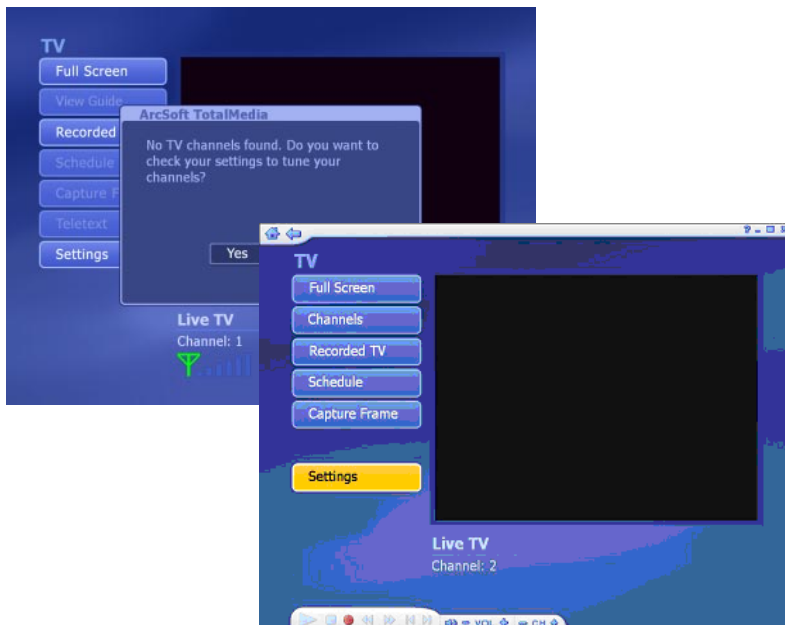 TV
Full Screen
View Guide
Recorded
Schedule
Capture F
Teletext
Settings
ArcSoft TotalMedia
No TV channels found. Do you want to
check your settings to tune your
channels?
Yes
Live TV
Channel: 1
TV
Full Screen
Channels
Recorded TV
Schedule
Capture Frame
Settings
Live TV
Channel: 2
VOL
CH